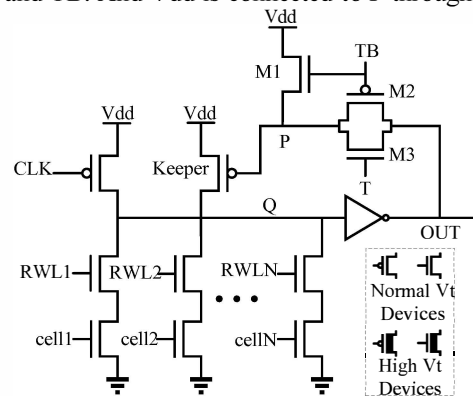 and TB. And Vdd is connected to P through
Vdd
TB
M1
M2
Vdd
Vdd
P
M3
CLK
Keeper
T
Q
OUT
RWL1
RWL2
RWLN
Normal Vt
Devices
cell1
cell2
cellN
High Vt
Devices